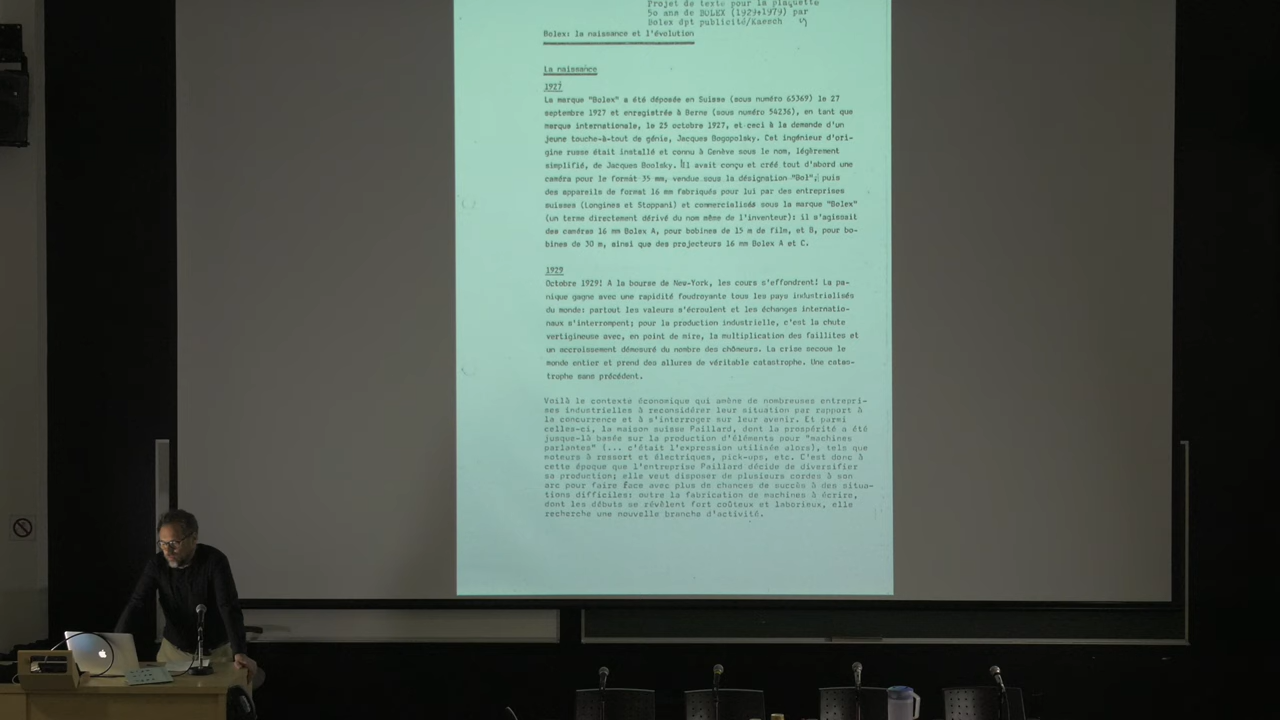 Projet de texte pour la plaquette
50 ans de BOLEX (1929+1979) par
Bolex dpt publicité/Kaesch
Bolex: la naissance et l'évolution
La naissance
1927
La marque "Bolex" a été déposée en Suisse (sous numéro 65369) le 27
septembre 1927 et enregistrée à Berne (sous numéro 54236), en tant que
marque internationale, le 25 octobre 1927, et ceci à la demande d'un
jeune touche-à-tout de génie, Jacques Bogopolsky. Cet ingénieur d'ori-
gine russe était installé et connu à Genève sous le nom, légèrement
simplifié, de Jacques Boolsky. Il avait conçu et créé tout d'abord une
caméra pour le format 35 mm, vendue sous la désignation "Bol"; puis
des appareils de format 16 mm fabriqués pour lui par des entreprises
suisses (Longines et Stoppani) et commercialisés sous la marque "Bolex"
(un terme directement dérivé du nom même de l'inventeur): il s'agissait
des caméras 16 mm Bolex A, pour bobines de 15 m de film, et B, pour bo-
bines de 30 m, ainsi que des projecteurs 16 mm Bolex A et C.
1929
Octobre 1929! A la bourse de New-York, les cours s'effondrent! La pa-
nique gagne avec une rapidité foudroyante tous les pays industrialisés
du monde: partout les valeurs s'écroulent et les échanges internatio-
naux s'interrompent; pour la production industrielle, c'est la chute
vertigineuse avec, en point de mire, la multiplication des faillites et
un accroissement démesuré du nombre des chômeurs. La crise secoue le
monde entier et prend des allures de véritable catastrophe. Une catas-
trophe sans précédent.
Voilà le contexte économique qui amène de nombreuses entrepri-
ses industrielles à reconsidérer leur situation par rapport à
la concurrence et à s'interroger sur leur avenir. Et parmi
celles-ci, la maison suisse Paillard, dont la prospérité a été
jusque-là basée sur la production d'éléments pour "machines
parlantes" (... c'était l'expression utilisée alors), tels que
moteurs à ressort et électriques, pick-ups, etc. C'est donc à
cette époque que l'entreprise Paillard décide de diversifier
sa production; elle veut disposer de plusieurs cordes à son
arc pour faire face avec plus de chances de succès à des situa-
tions difficiles: outre la fabrication de machines à écrire,
dont les débuts se révèlent fort coûteux et laborieux, elle
recherche une nouvelle branche d'activité.